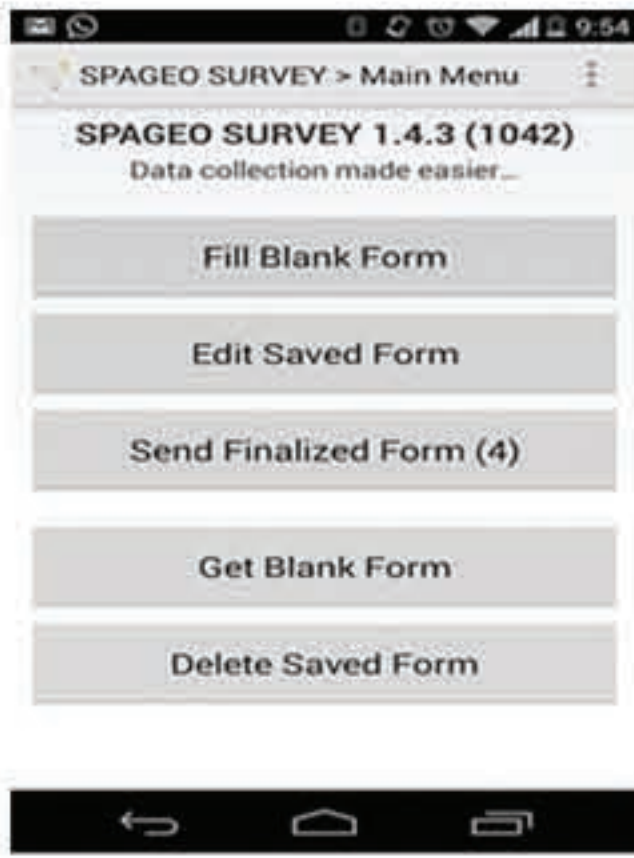 9:54
SPAGEO SURVEY > Main Menu
SPAGEO SURVEY 1.4.3 (1042)
Data collection made easier...
Fill Blank Form
Edit Saved Form
Send Finalized Form (4)
Get Blank Form
Delete Saved Form